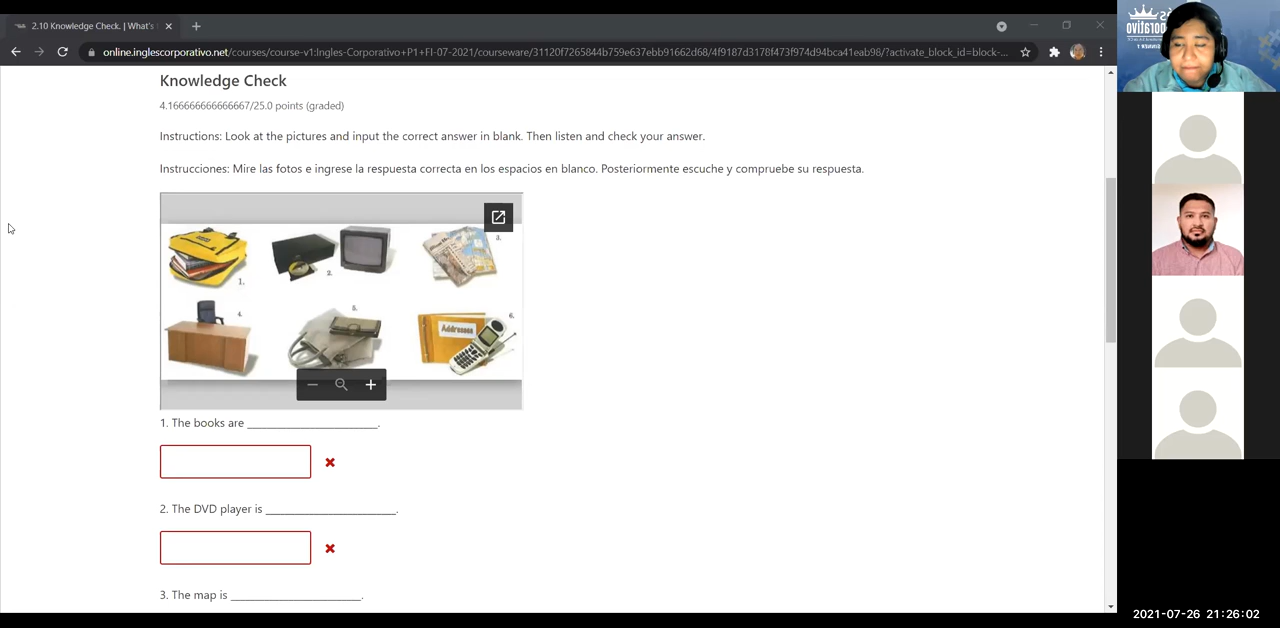 2.10 Knowledge Check. | What's
online.inglescorporativo.net/courses/course-v1:Ingles-Corporativo+P1+FI-07-2021/courseware/31120f7265844b759e637ebb91662d68/4f9187d3178f473f974d94bca41eab98/?activate_block_id=block-...
Knowledge Check
4.166666666666667/25.0 points (graded)
Instructions: Look at the pictures and input the correct answer in blank. Then listen and check your answer.
Instrucciones: Mire las fotos e ingrese la respuesta correcta en los espacios en blanco. Posteriormente escuche y compruebe su respuesta.
1.
2.
3.
4.
5.
6.
Addresses
1. The books are ______________________.
2. The DVD player is ______________________.
3. The map is ______________________.
2021-07-26 21:26:02